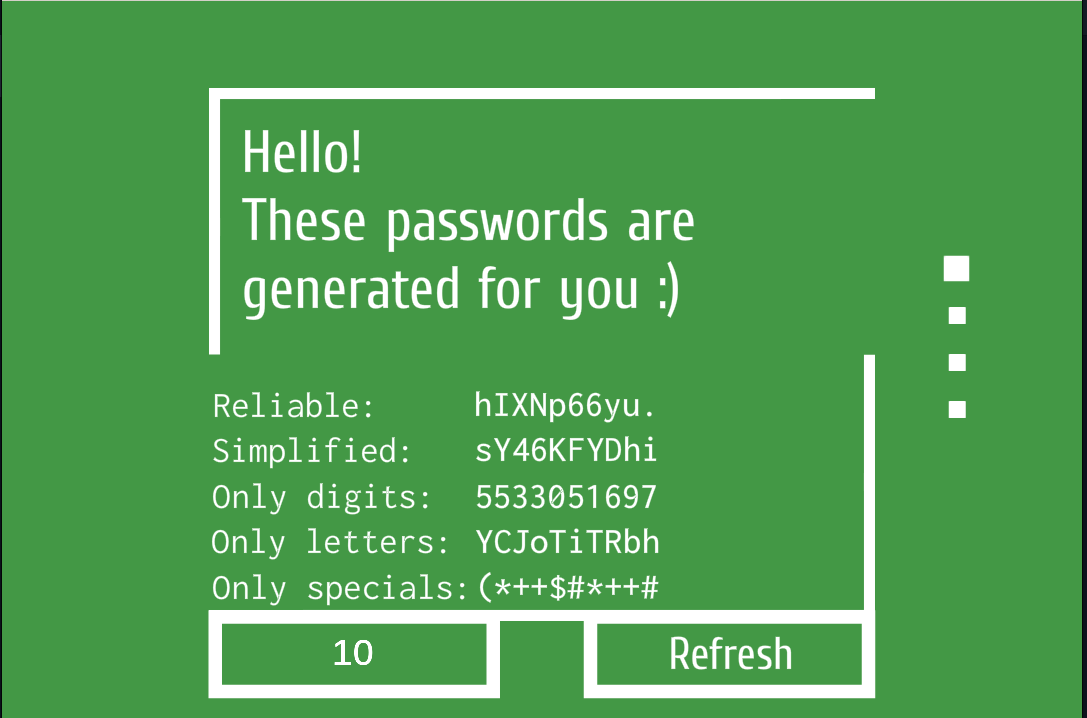 Hello!
These passwords are
generated for you :)
Reliable: hIXNp66yu.
Simplified: sY46KFYDhi
Only digits: 5533051697
Only letters: YCJoTiTRbh
Only specials: (*++$#*++#
10
Refresh